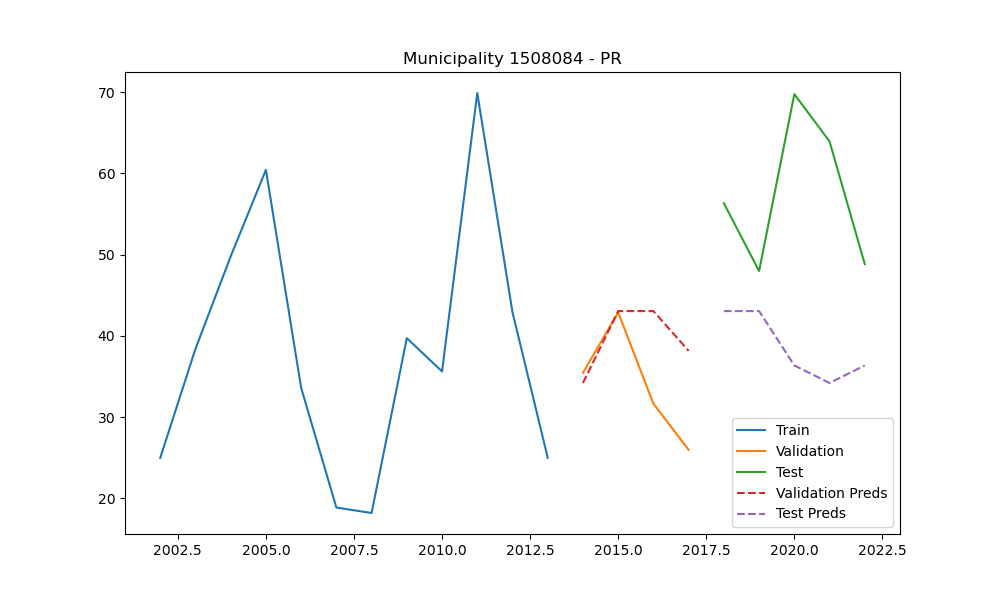 Municipality 1508084 - PR
70
60
50
40
30
20
2002.5 2005.0 2007.5 2010.0 2012.5 2015.0 2017.5 2020.0 2022.5
Train
Validation
Test
Validation Preds
Test Preds